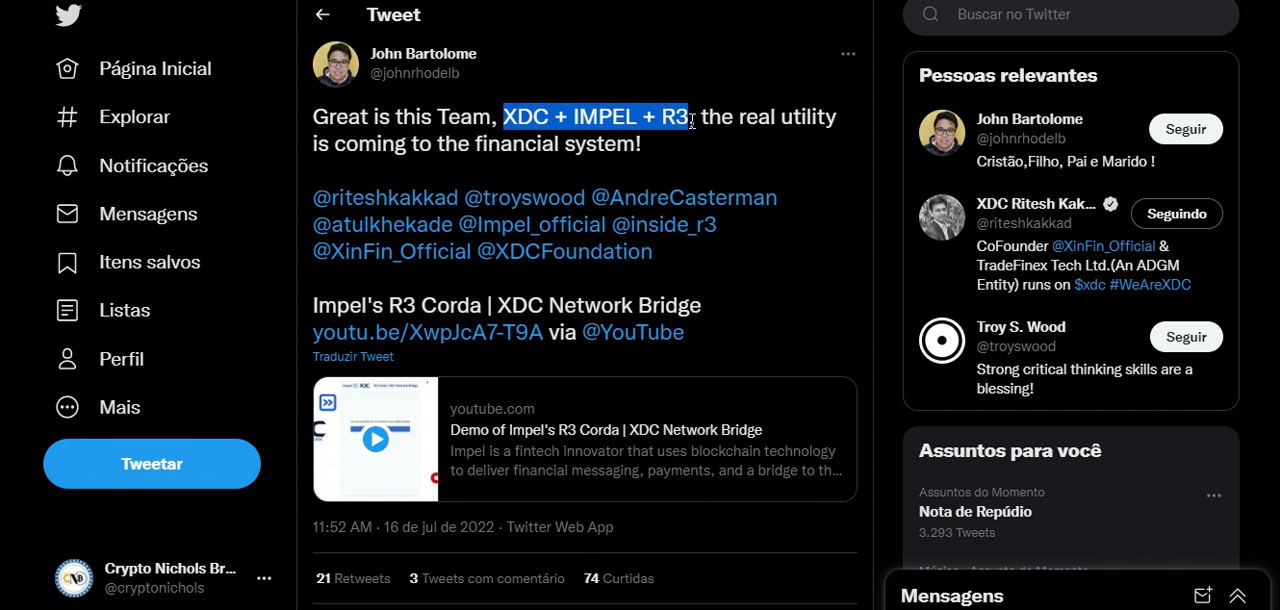 Tweet
Buscar no Twitter
Página Inicial
Explorar
Notificações
Mensagens
Itens salvos
Listas
Perfil
Mais
Tweetar
Crypto Nichols Br...
@cryptonichols
John Bartolome
@johnrhodelb
Great is this Team, XDC + IMPEL + R3, the real utility
is coming to the financial system!
@riteshkakkad @troyswood @AndreCasterman
@atulkhekade @Impel_official @inside_r3
@XinFin_Official @XDCFoundation
Impel's R3 Corda | XDC Network Bridge
youtu.be/XwpJcA7-T9A via @YouTube
Traduzir Tweet
youtube.com
Demo of Impel's R3 Corda | XDC Network Bridge
Impel is a fintech innovator that uses blockchain technology
to deliver financial messaging, payments, and a bridge to th...
11:52 AM · 16 de jul de 2022 · Twitter Web App
21 Retweets 3 Tweets com comentário 74 Curtidas
Pessoas relevantes
John Bartolome
@johnrhodelb
Seguir
Cristão,Filho, Pai e Marido !
XDC Ritesh Kak...
@riteshkakkad
Seguindo
CoFounder @XinFin_Official &
TradeFinex Tech Ltd.(An ADGM
Entity) runs on $xdc #WeAreXDC
Troy S. Wood
@troyswood
Seguir
Strong critical thinking skills are a
blessing!
Assuntos para você
Assuntos do Momento
Nota de Repúdio
3.293 Tweets
Mensagens